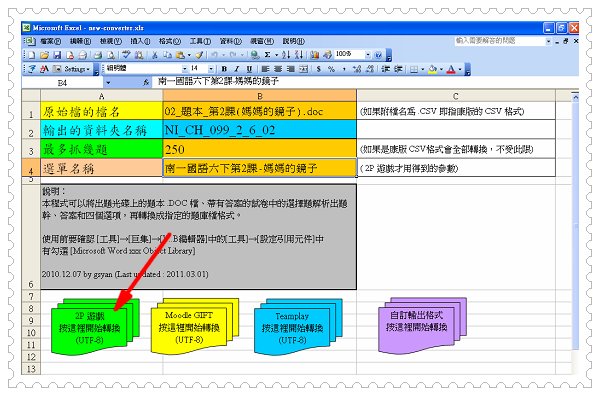 Microsoft Excel - new-converter.xls
檔案(F) 編輯(E) 檢視(V) 插入(I) 格式(O) 工具(T) 資料(D) 視窗(W) 說明(H) 輸入需要解答的問題
100%
Settings 細明體 14 B I U
B4 fx 南一國語六下第2課-媽媽的鏡子
A B C
1 原始檔的檔名 02_題本_第2課(媽媽的鏡子).doc (如果附檔名為 .CSV 即指康版的 CSV 格式)
2 輸出的資料夾名稱 NI_CH_099_2_6_02
3 最多抓幾題 250 (如果是康版 CSV 格式會全部轉換，不受此限)
4 選單名稱 南一國語六下第2課-媽媽的鏡子 (2P 遊戲才用得到的參數)
5
說明：
本程式可以將出題光碟上的題本 .DOC 檔、帶有答案的試卷中的選擇題解析出題
幹、答案和四個選項，再轉換成指定的題庫檔格式。
使用前要確認 [工具]→[巨集]→[V.B編輯器]中的[工具]→[設定引用元件]中
有勾選 [Microsoft Word xxx Object Library]
2010.12.07 by gsyan (Last updated : 2011.03.01)
6
7
8
9
10
11
12
13
2P 遊戲
按這裡開始轉換
(UTF-8)
Moodle GIFT
按這裡開始轉換
(UTF-8)
Teamplay
按這裡開始轉換
(UTF-8)
自訂輸出格式
按這裡開始轉換